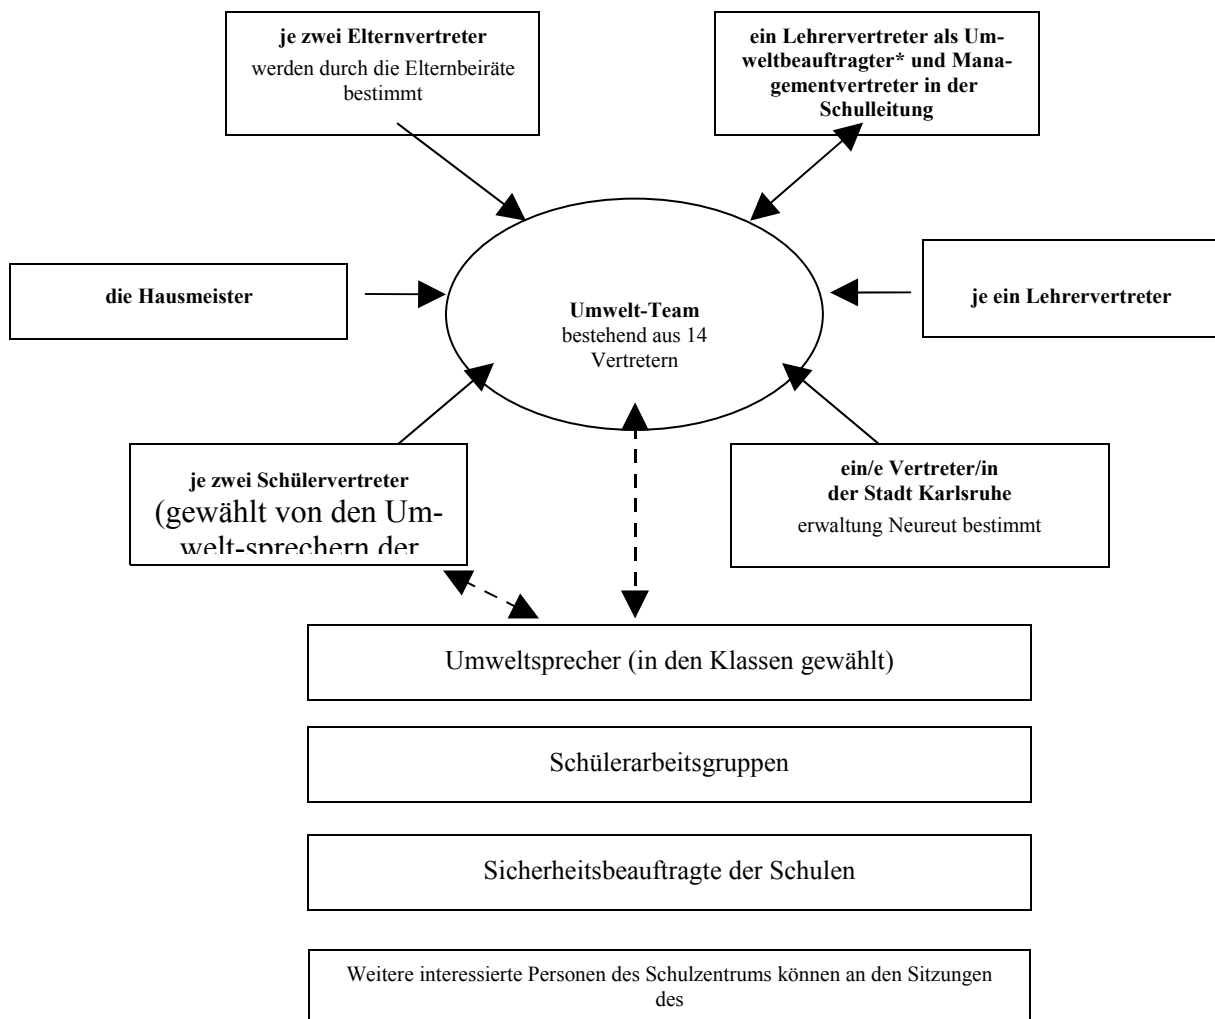 je zwei Elternvertreter
werden durch die Elternbeiräte
bestimmt
ein Lehrervertreter als Um-
weltbeauftragter* und Mana-
gementvertreter in der
Schulleitung
die Hausmeister
Umwelt-Team
bestehend aus 14
Vertretern
je ein Lehrervertreter
je zwei Schülervertreter
(gewählt von den Um-
welt-sprechern der
ein/e Vertreter/in
der Stadt Karlsruhe
erwaltung Neureut bestimmt
Umweltsprecher (in den Klassen gewählt)
Schülerarbeitsgruppen
Sicherheitsbeauftragte der Schulen
Weitere interessierte Personen des Schulzentrums können an den Sitzungen
des